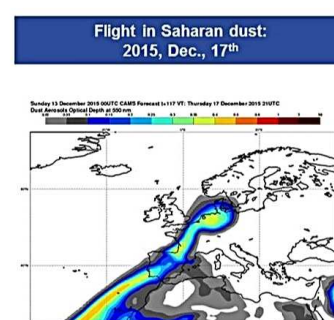 Flight in Saharan dust:
2015, Dec., 17th
Sunday 13 December 2015 00UTC CAMS Forecast t+117 VT: Thursday 17 December 2015 21UTC
Dust Aerosols Optical Depth at 550 nm